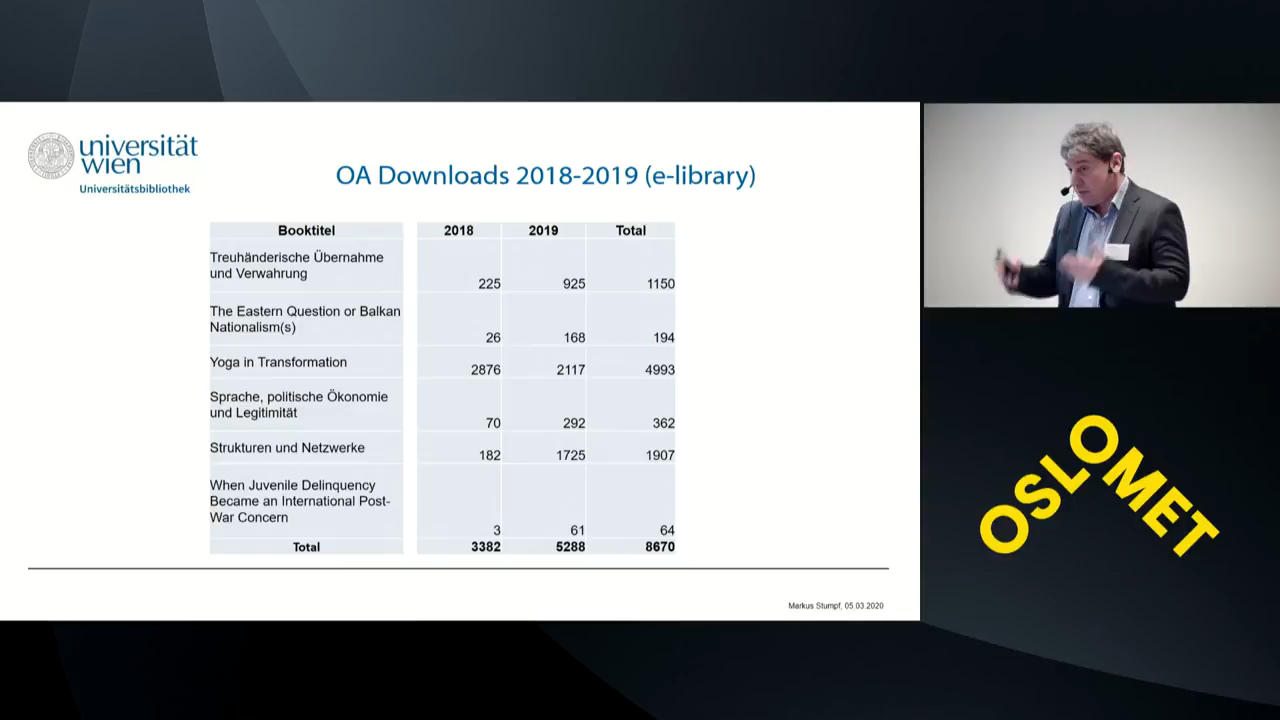 universität
wien
Universitätsbibliothek
OA Downloads 2018-2019 (e-library)
Booktitel 2018 2019 Total
Treuhänderische Übernahme
und Verwahrung
225 925 1150
The Eastern Question or Balkan
Nationalism(s)
26 168 194
Yoga in Transformation
2876 2117 4993
Sprache, politische Ökonomie
und Legitimität
70 292 362
Strukturen und Netzwerke
182 1725 1907
When Juvenile Delinquency
Became an International Post-
War Concern
3 61 64
Total 3382 5288 8670
Markus Stumpf, 05.03.2020
OSLOMET